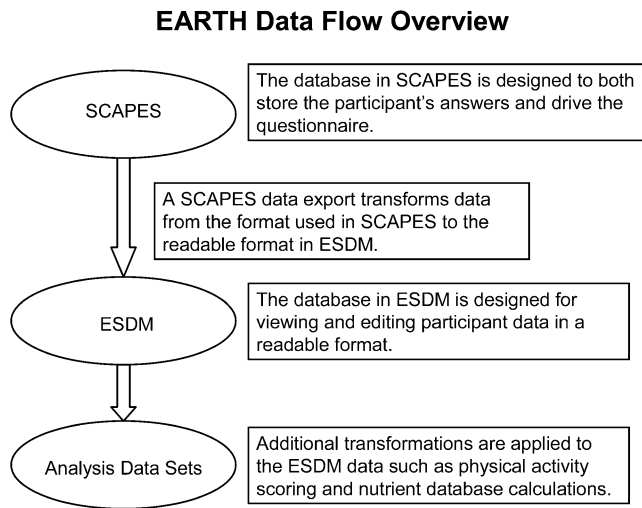 EARTH Data Flow Overview
SCAPES
The database in SCAPES is designed to both
store the participant's answers and drive the
questionnaire.
A SCAPES data export transforms data
from the format used in SCAPES to the
readable format in ESDM.
ESDM
The database in ESDM is designed for
viewing and editing participant data in a
readable format.
Analysis Data Sets
Additional transformations are applied to
the ESDM data such as physical activity
scoring and nutrient database calculations.